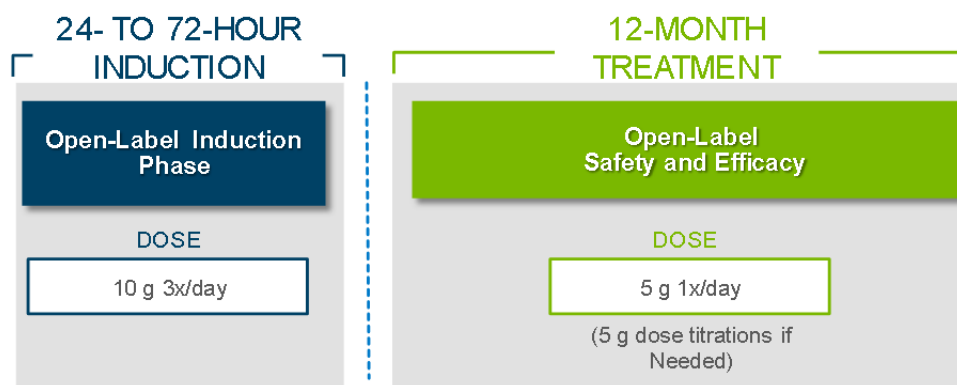 24- TO 72-HOUR
INDUCTION
Open-Label Induction
Phase
DOSE
10 g 3x/day
12-MONTH
TREATMENT
Open-Label
Safety and Efficacy
DOSE
5 g 1x/day
(5 g dose titrations if
Needed)